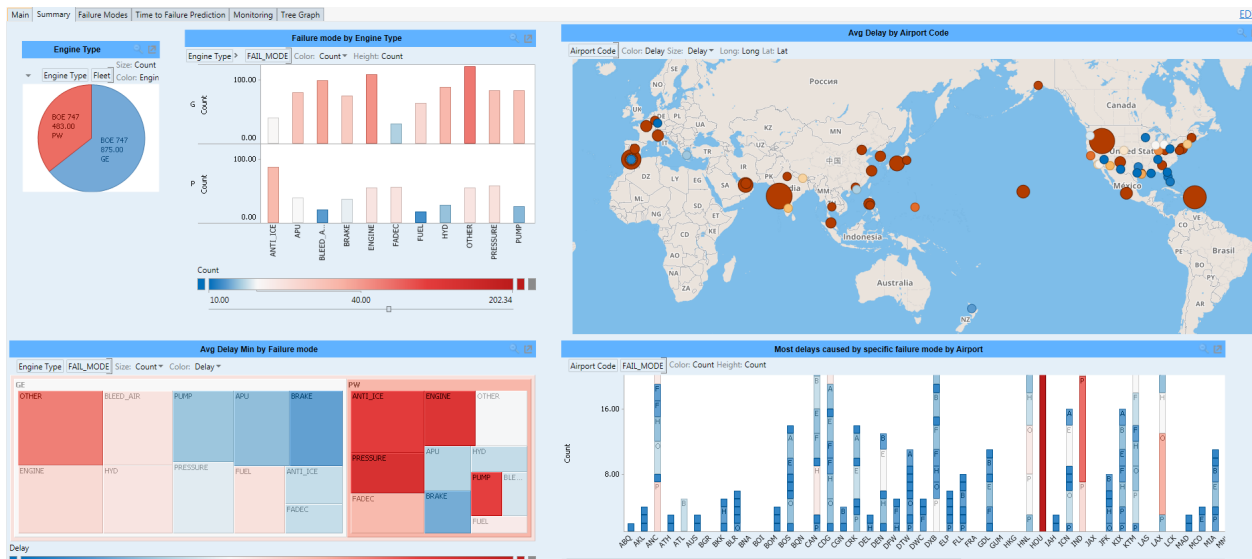 Main Summary Failure Modes Time to Failure Prediction Monitoring Tree Graph
Engine Type
Size: Count
Engine Type Fleet Color: Engin
BOE 747
483.00
PW
BOE 747
875.00
GE
Failure mode by Engine Type
Engine Type FAIL_MODE Color: Count Height: Count
100.00
G
Count
0.00
100.00
P
Count
0.00
ANTI_ICE APU BLEED_A... BRAKE ENGINE FADEC FUEL HYD OTHER PRESSURE PUMP
Count
10.00 40.00 202.34
Avg Delay by Airport Code
Airport Code Color: Delay Size: Delay Long: Long Lat: Lat
Россия
Canada
United States
México
Brasil
Indonesia
Australia
中国
NZ
Avg Delay Min by Failure mode
Engine Type FAIL_MODE Size: Count Color: Delay
GE
OTHER BLEED_AIR PUMP APU BRAKE
ENGINE HYD PRESSURE FUEL ANTI_ICE
FADEC
PW
ANTI_ICE ENGINE OTHER
PRESSURE APU HYD
PUMP BLE...
FADEC BRAKE
FUEL
Delay
Most delays caused by specific failure mode by Airport
Airport Code FAIL_MODE Color: Count Height: Count
16.00
Count
8.00
ABQ AKL ANC ATH ATL AUS BGR BKK BLR BNA BOI BOM BOS BQN CAN CDG CGN CRK DEL DEN DFW DTW DWC DXB ELP FLL FRA GDL GUM HKG HNL HOU IAH ICN IND JAX JFK KIX KTM LAS LAX LCK MAD MCO MIA